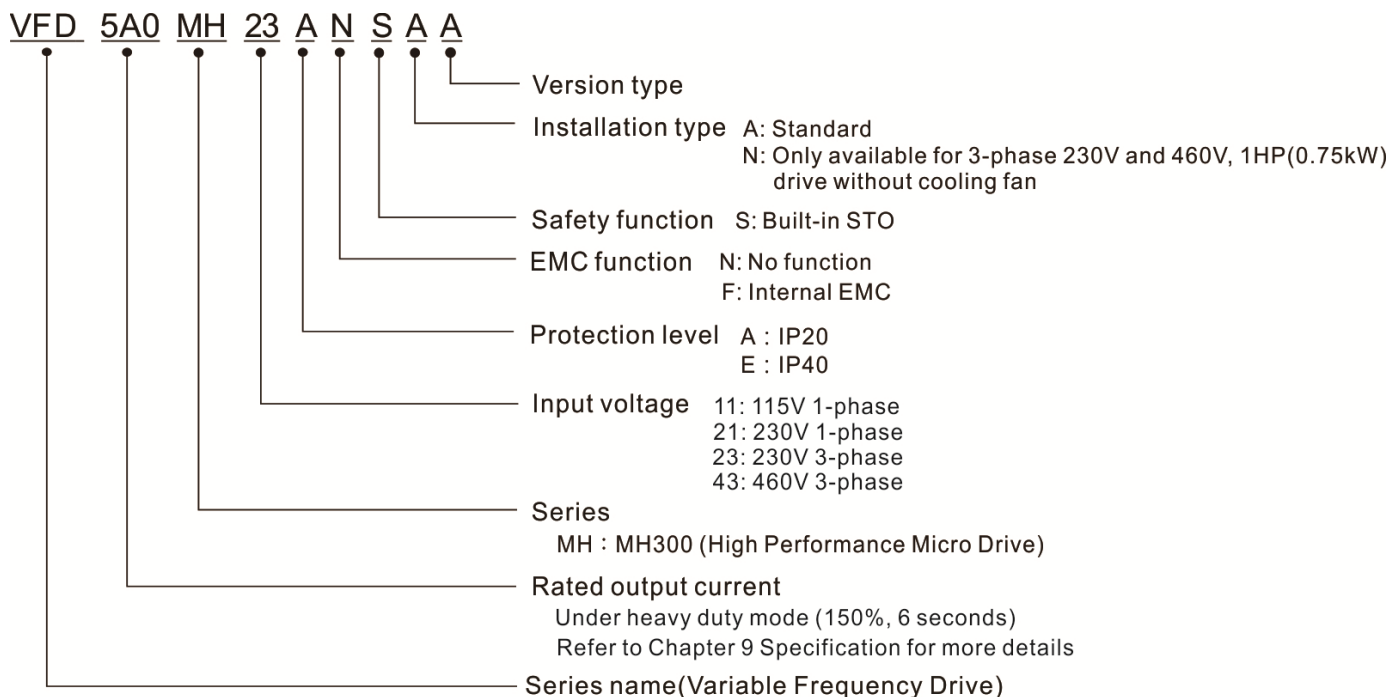 VFD 5A0 MH 23 A N S A A
Version type
Installation type A: Standard
N: Only available for 3-phase 230V and 460V, 1HP(0.75kW)
drive without cooling fan
Safety function S: Built-in STO
EMC function N: No function
F: Internal EMC
Protection level A : IP20
E : IP40
Input voltage 11: 115V 1-phase
21: 230V 1-phase
23: 230V 3-phase
43: 460V 3-phase
Series
MH : MH300 (High Performance Micro Drive)
Rated output current
Under heavy duty mode (150%, 6 seconds)
Refer to Chapter 9 Specification for more details
Series name(Variable Frequency Drive)